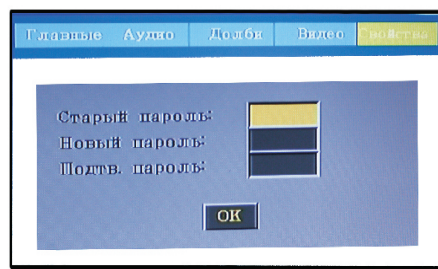 Главные Аудио Долби Видео Свойства
Старый пароль:
Новый пароль:
Подтв. пароль:
OK